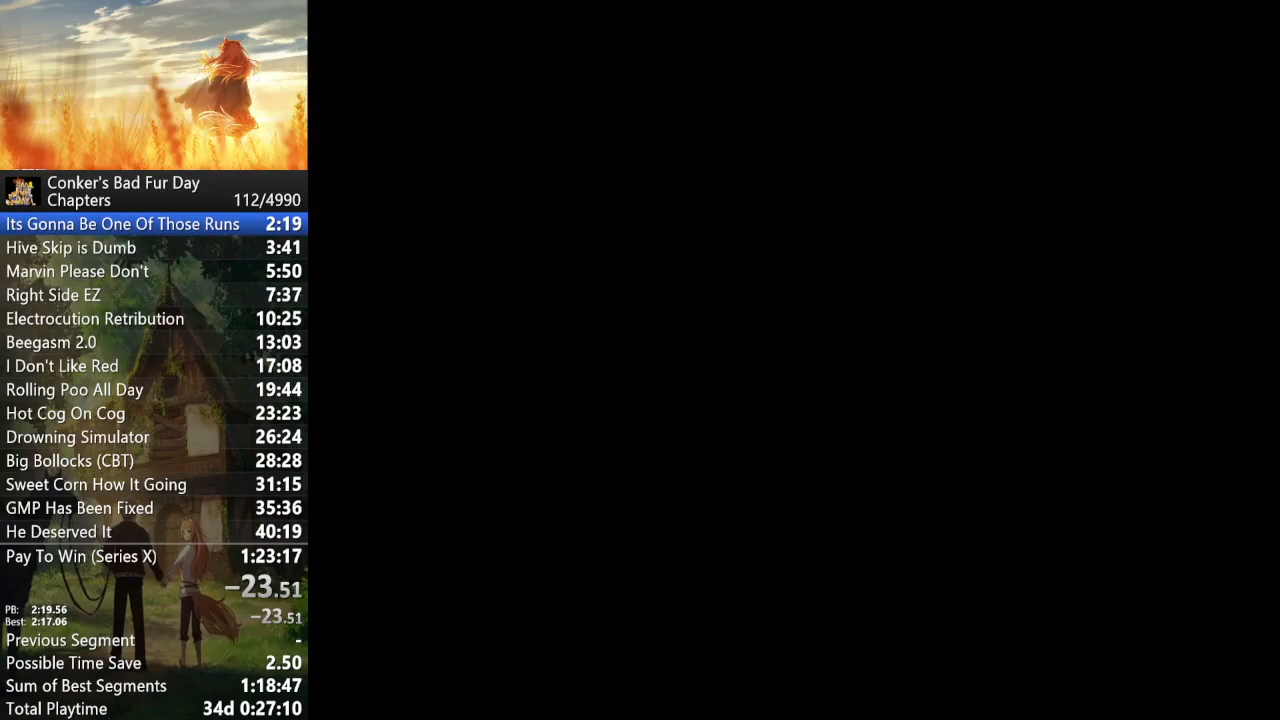 Conker's Bad Fur Day
Chapters 112/4990
Its Gonna Be One Of Those Runs 2:19
Hive Skip is Dumb 3:41
Marvin Please Don't 5:50
Right Side EZ 7:37
Electrocution Retribution 10:25
Beegasm 2.0 13:03
I Don't Like Red 17:08
Rolling Poo All Day 19:44
Hot Cog On Cog 23:23
Drowning Simulator 26:24
Big Bollocks (CBT) 28:28
Sweet Corn How It Going 31:15
GMP Has Been Fixed 35:36
He Deserved It 40:19
Pay To Win (Series X) 1:23:17
−23.51
PB: 2:19.56
Best: 2:17.06
−23.51
Previous Segment -
Possible Time Save 2.50
Sum of Best Segments 1:18:47
Total Playtime 34d 0:27:10